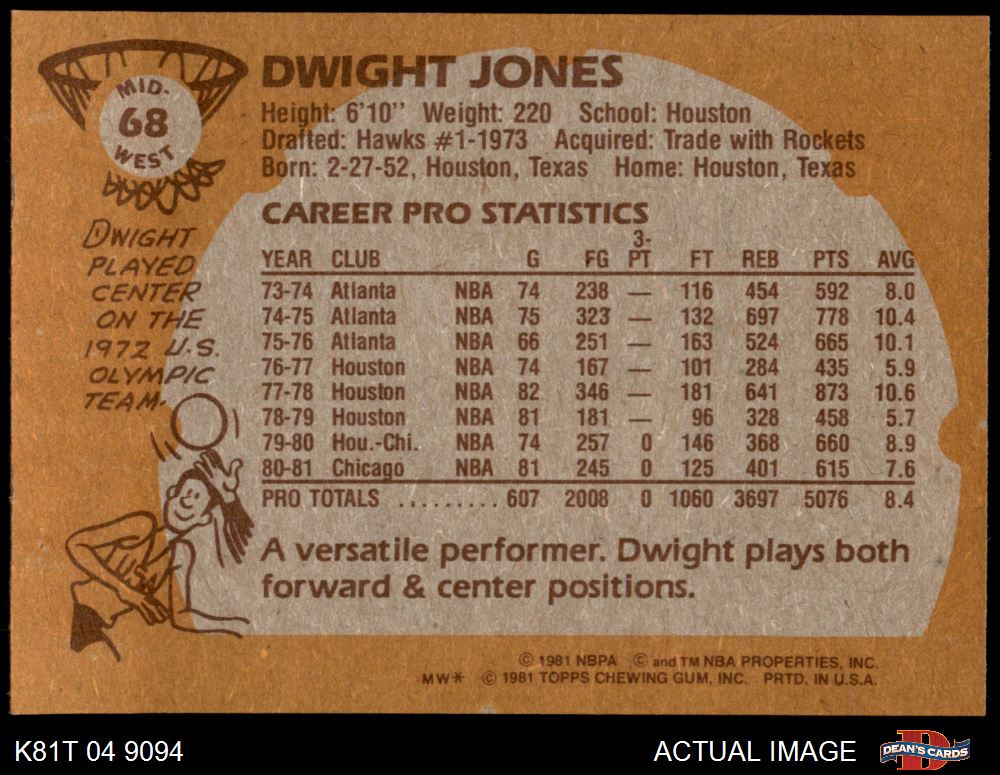 MID-
68
WEST
DWIGHT JONES
Height: 6'10'' Weight: 220 School: Houston
Drafted: Hawks #1-1973 Acquired: Trade with Rockets
Born: 2-27-52, Houston, Texas Home: Houston, Texas
DWIGHT
PLAYED
CENTER
ON THE
1972 U.S.
OLYMPIC
TEAM.
USA
CAREER PRO STATISTICS
YEAR CLUB G FG 3-PT FT REB PTS AVG
73-74 Atlanta NBA 74 238 — 116 454 592 8.0
74-75 Atlanta NBA 75 323 — 132 697 778 10.4
75-76 Atlanta NBA 66 251 — 163 524 665 10.1
76-77 Houston NBA 74 167 — 101 284 435 5.9
77-78 Houston NBA 82 346 — 181 641 873 10.6
78-79 Houston NBA 81 181 — 96 328 458 5.7
79-80 Hou.-Chi. NBA 74 257 0 146 368 660 8.9
80-81 Chicago NBA 81 245 0 125 401 615 7.6
PRO TOTALS .......... 607 2008 0 1060 3697 5076 8.4
A versatile performer. Dwight plays both
forward & center positions.
© 1981 NBPA © and TM NBA PROPERTIES, INC.
MW* © 1981 TOPPS CHEWING GUM, INC. PRTD. IN U.S.A.
K81T 04 9094
ACTUAL IMAGE
D
DEAN'S CARDS